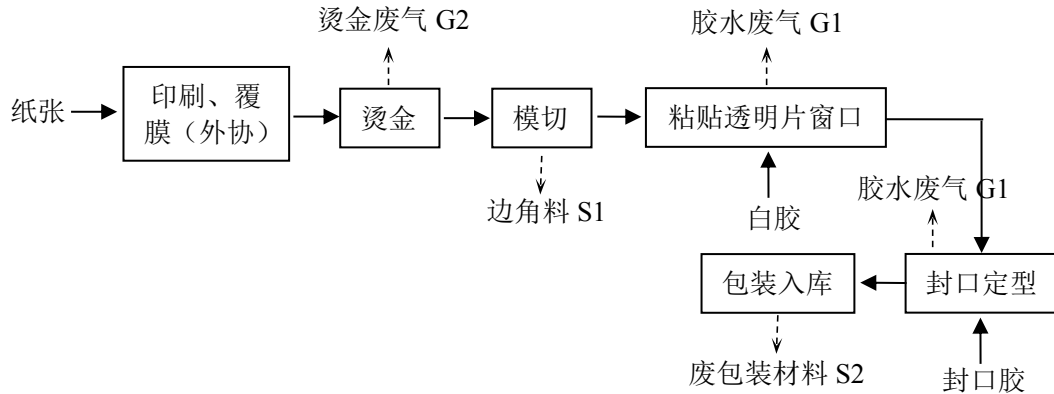 烫金废气 G2
胶水废气 G1
纸张
印刷、覆
膜（外协）
烫金
模切
粘贴透明片窗口
边角料 S1
白胶
胶水废气 G1
包装入库
封口定型
废包装材料 S2
封口胶